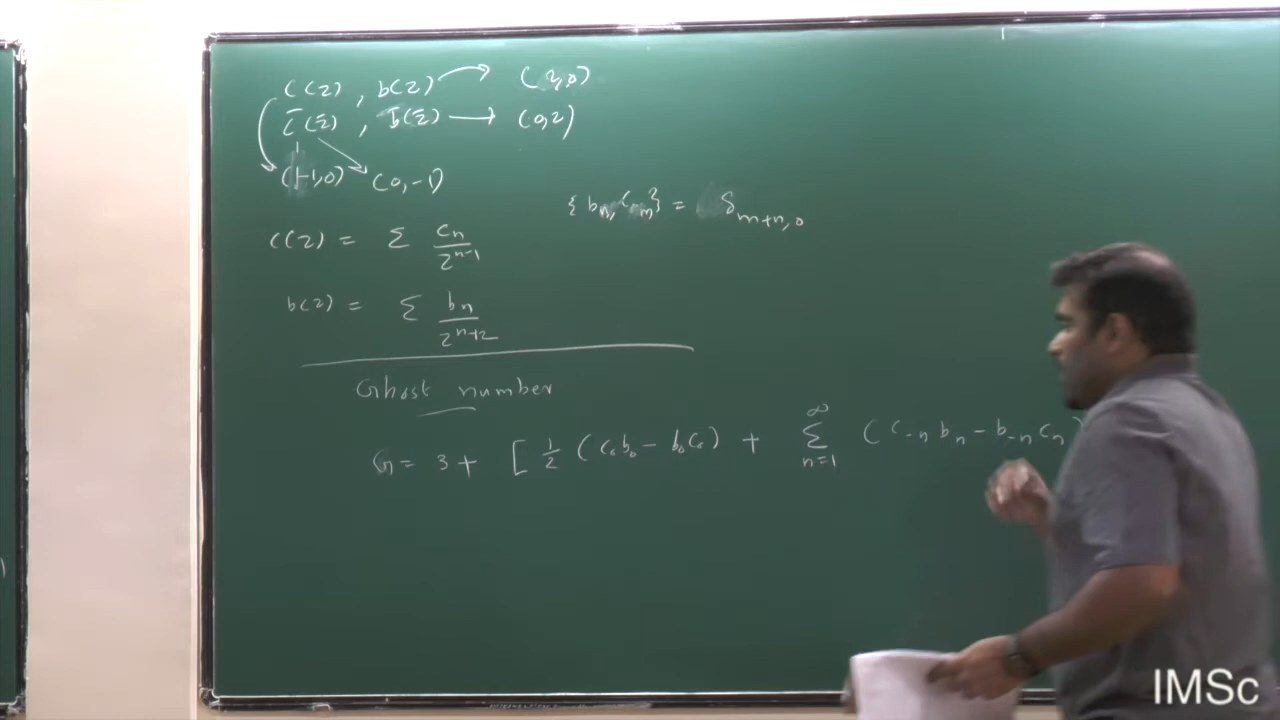 c(z) , b(z) → (2,0)
c̄(z̄) , b̄(z̄) → (0,2)
(-1,0) (0,-1)
{b_n, c_m} = δ_{m+n,0}
c(z) = Σ c_n / z^{n-1}
b(z) = Σ b_n / z^{n+2}
Ghost number
G = 3 + [ 1/2 (c_0 b_0 - b_0 c_0) + Σ_{n=1}^{∞} (c_{-n} b_n - b_{-n} c_n)
IMSc